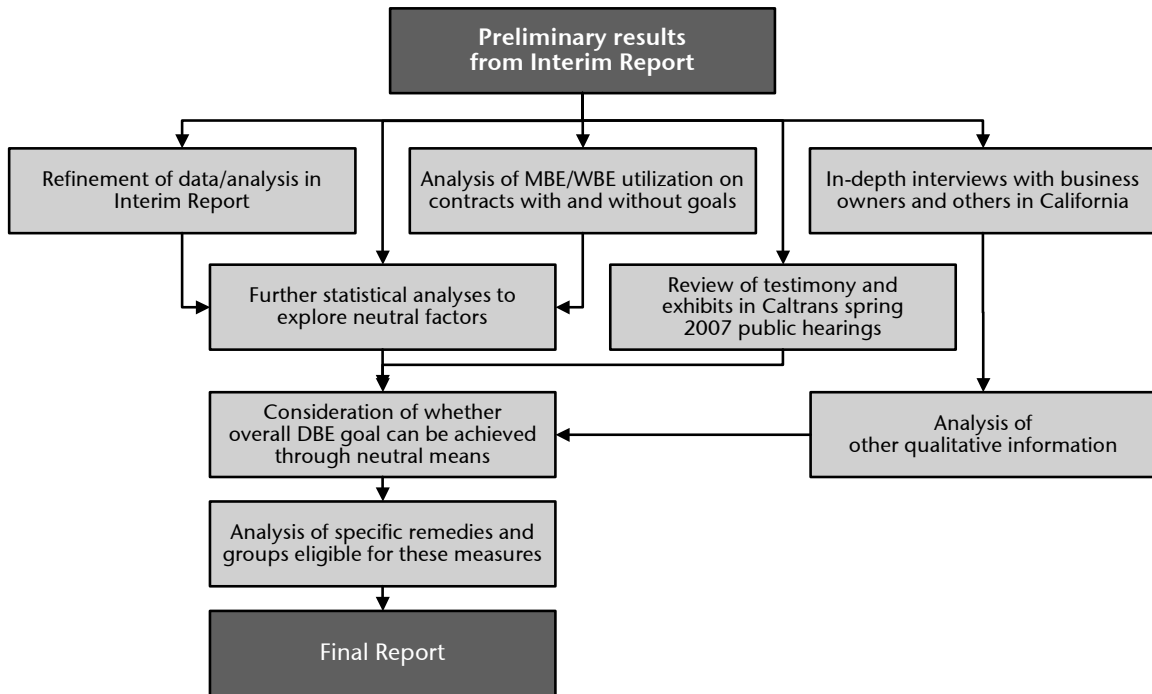 Preliminary results
from Interim Report
Refinement of data/analysis in
Interim Report
Analysis of MBE/WBE utilization on
contracts with and without goals
In-depth interviews with business
owners and others in California
Further statistical analyses to
explore neutral factors
Review of testimony and
exhibits in Caltrans spring
2007 public hearings
Consideration of whether
overall DBE goal can be achieved
through neutral means
Analysis of
other qualitative information
Analysis of specific remedies and
groups eligible for these measures
Final Report